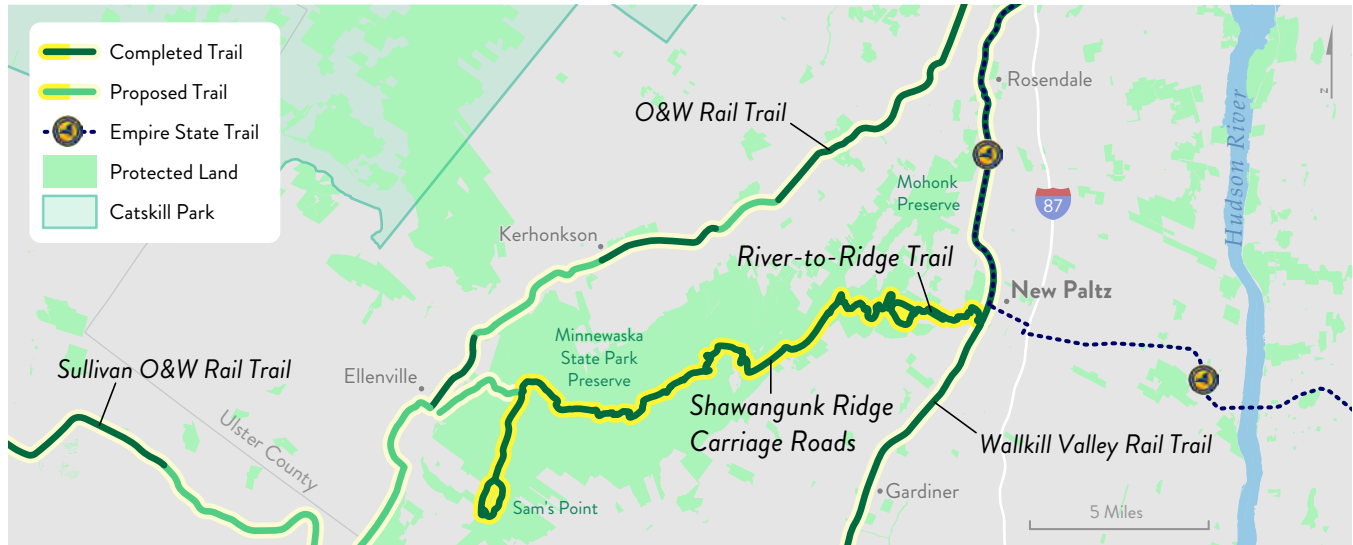 Completed Trail
Proposed Trail
Empire State Trail
Protected Land
Catskill Park
O&W Rail Trail
Rosendale
Hudson River
N
Mohonk
Preserve
87
Kerhonkson
River-to-Ridge Trail
New Paltz
Minnewaska
State Park
Preserve
Sullivan O&W Rail Trail
Ellenville
Ulster County
Shawangunk Ridge
Carriage Roads
Wallkill Valley Rail Trail
Sam's Point
Gardiner
5 Miles